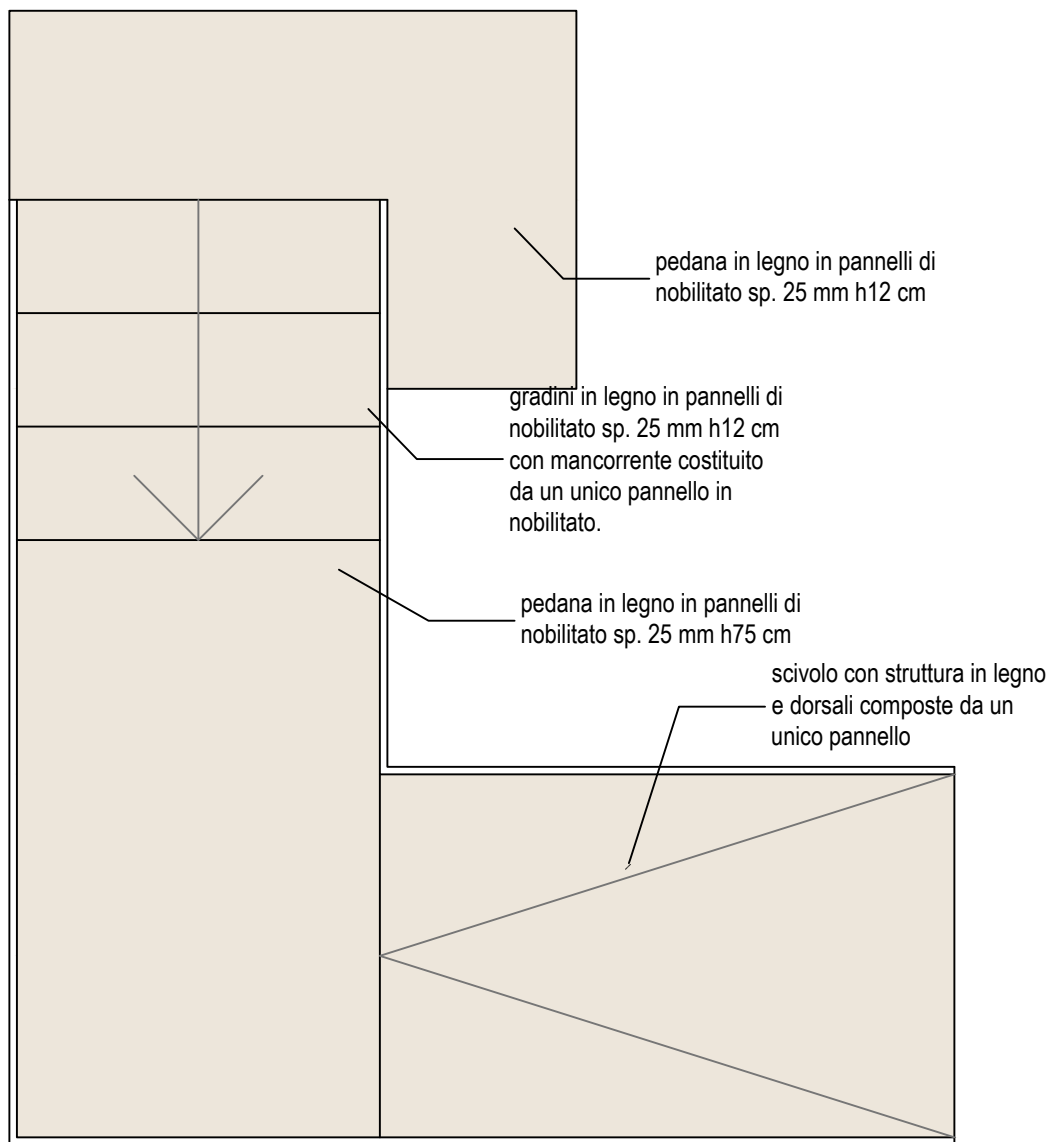 pedana in legno in pannelli di
nobilitato sp. 25 mm h12 cm
gradini in legno in pannelli di
nobilitato sp. 25 mm h12 cm
con mancorrente costituito
da un unico pannello in
nobilitato.
pedana in legno in pannelli di
nobilitato sp. 25 mm h75 cm
scivolo con struttura in legno
e dorsali composte da un
unico pannello